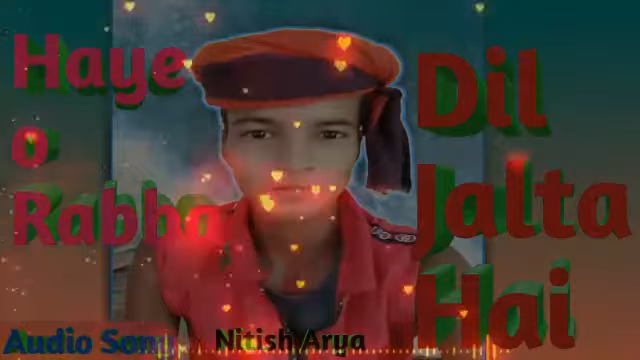 Haye
o
Rabba
Dil
Jalta
Hai
Audio Song
Nitish Arya